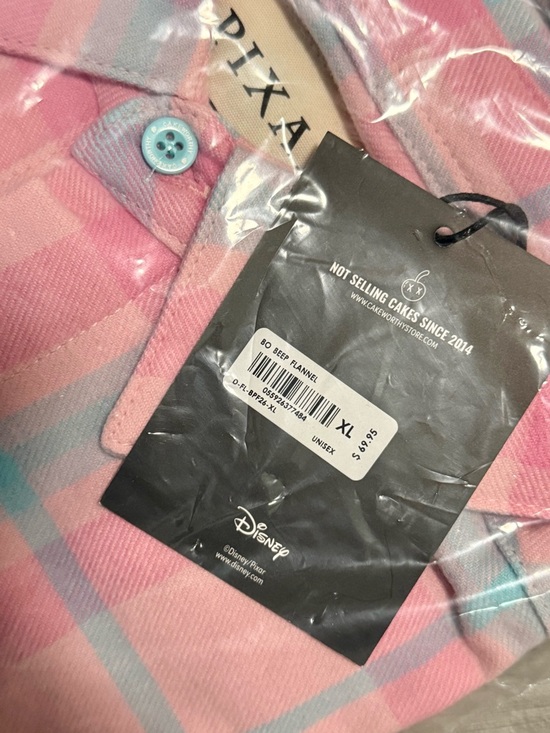 PIXA
NOT SELLING CAKES SINCE 2014
WWW.CAKEWORTHYSTORE.COM
BO BEEP FLANNEL
055926377484
D-FL-BPF26-XL
XL
UNISEX
$ 69.95
Disney
©Disney/Pixar
www.disney.com